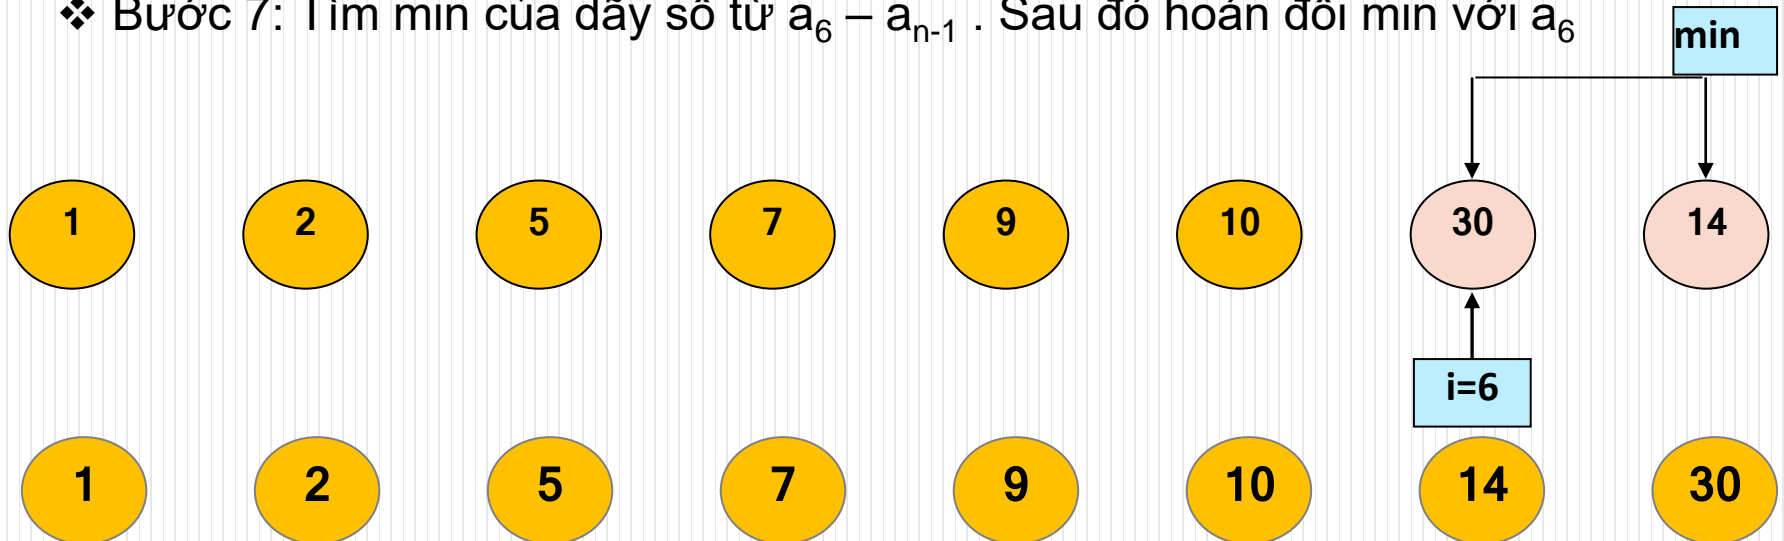 ❖ Bước 7: Tìm min của dãy số từ a₆ – aₙ₋₁ . Sau đó hoán đổi min với a₆
min
1 2 5 7 9 10 30 14
i=6
1 2 5 7 9 10 14 30